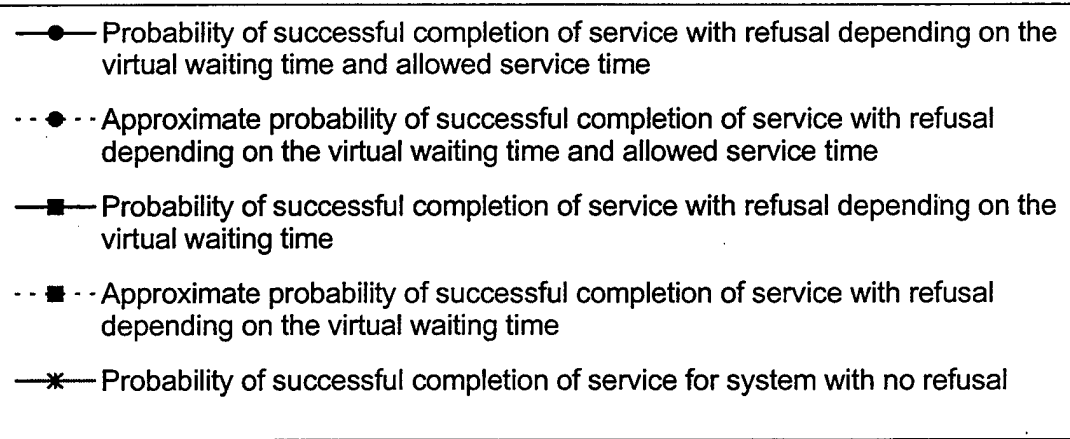 Probability of successful completion of service with refusal depending on the
virtual waiting time and allowed service time
Approximate probability of successful completion of service with refusal
depending on the virtual waiting time and allowed service time
Probability of successful completion of service with refusal depending on the
virtual waiting time
Approximate probability of successful completion of service with refusal
depending on the virtual waiting time
Probability of successful completion of service for system with no refusal